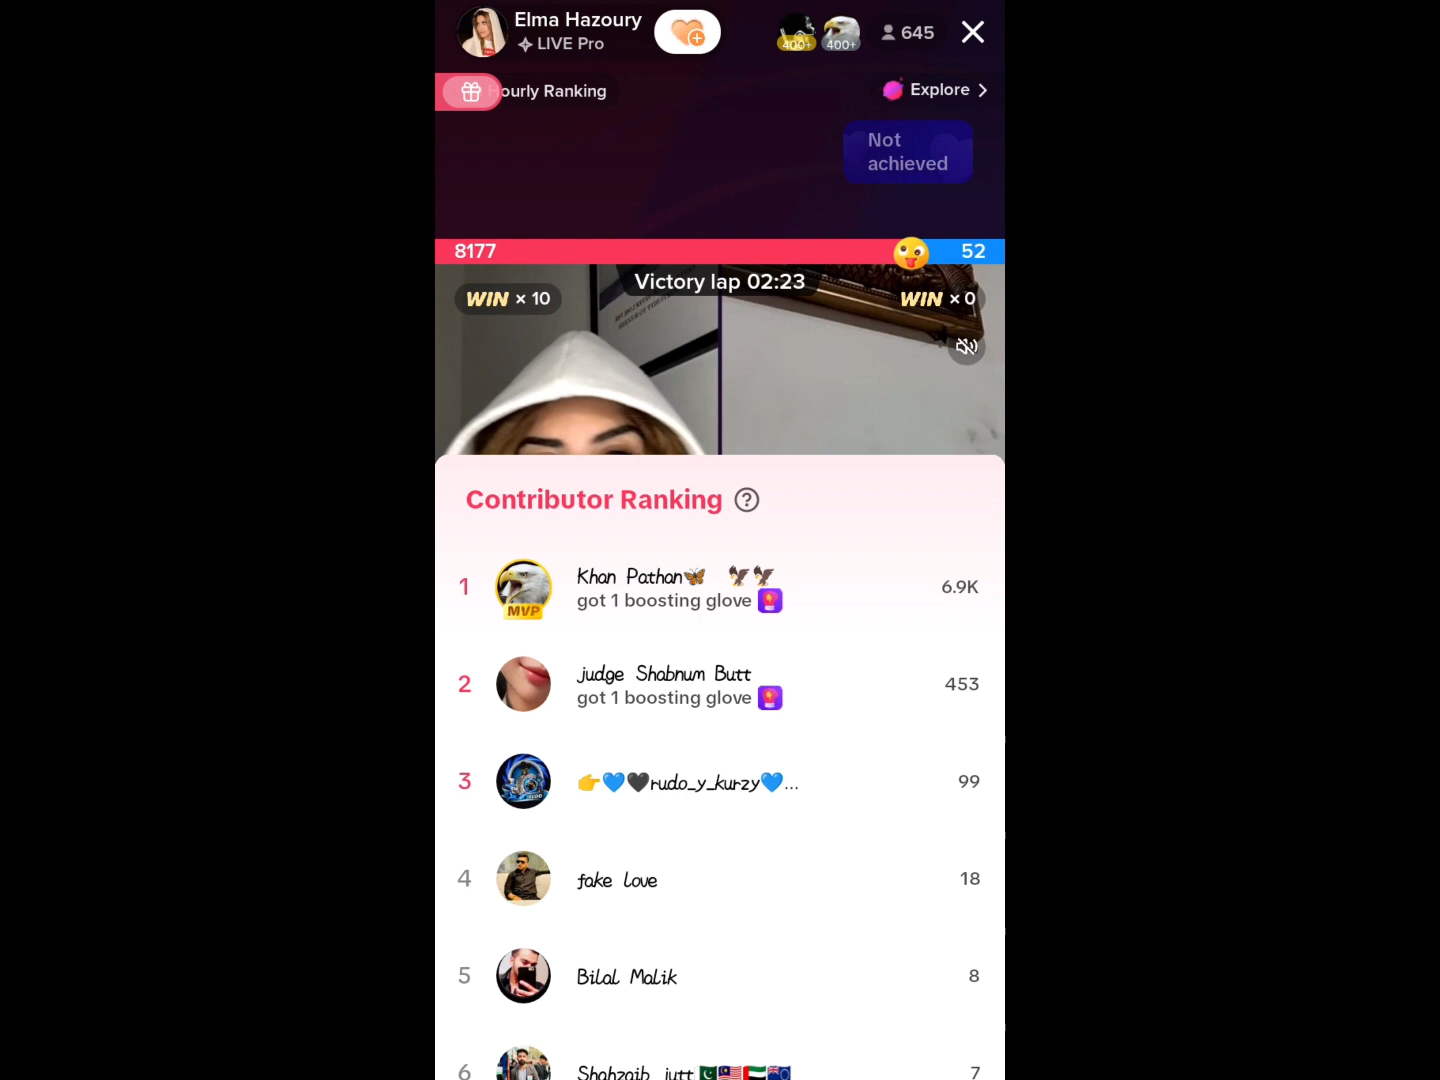 Elma Hazoury
LIVE Pro
400+
400+
645
ourly Ranking
Explore
Not
achieved
8177
52
Victory lap 02:23
WIN × 10
WIN × 0
Contributor Ranking
1
MVP
Khan Pathan🦋 🦅🦅
got 1 boosting glove
6.9K
2
judge Shabnum Butt
got 1 boosting glove
453
3
👉💙🖤rudo_y_kurzy💙...
99
4
fake love
18
5
Bilal Malik
8
6
Shahzaib jutt🇵🇰🇲🇾🇦🇪🇨🇰
7